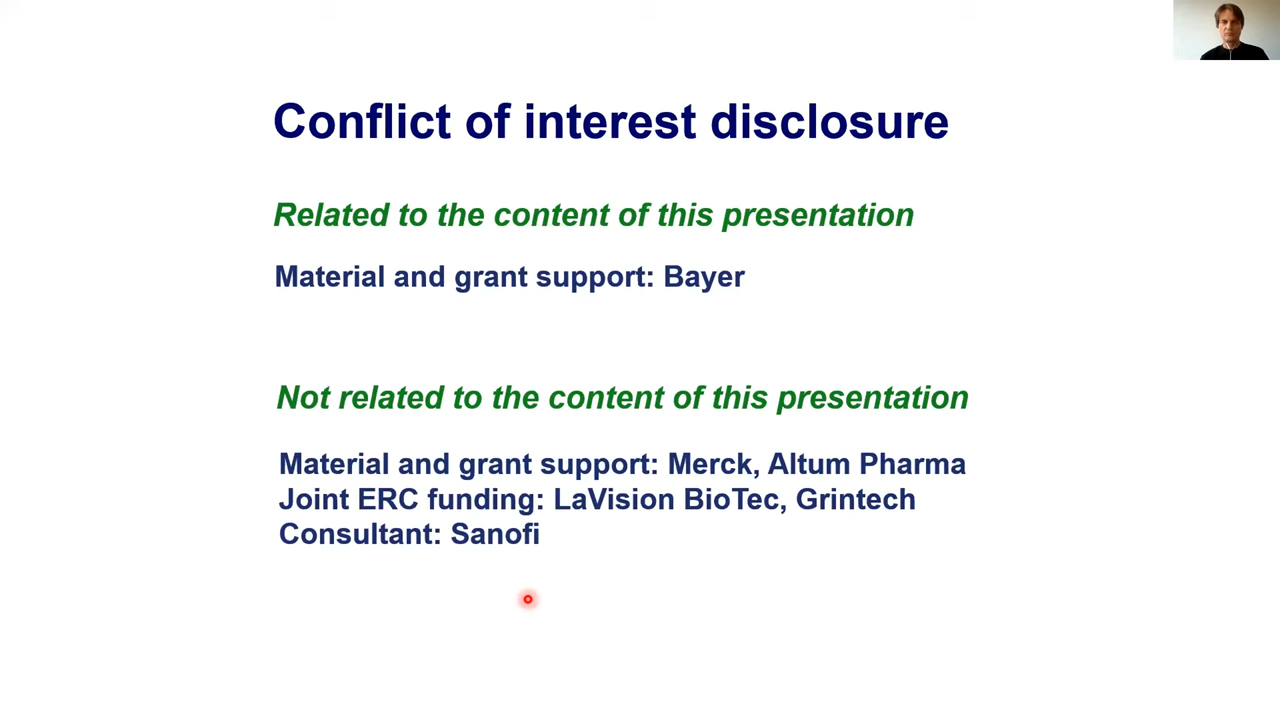 Conflict of interest disclosure
Related to the content of this presentation
Material and grant support: Bayer
Not related to the content of this presentation
Material and grant support: Merck, Altum Pharma
Joint ERC funding: LaVision BioTec, Grintech
Consultant: Sanofi